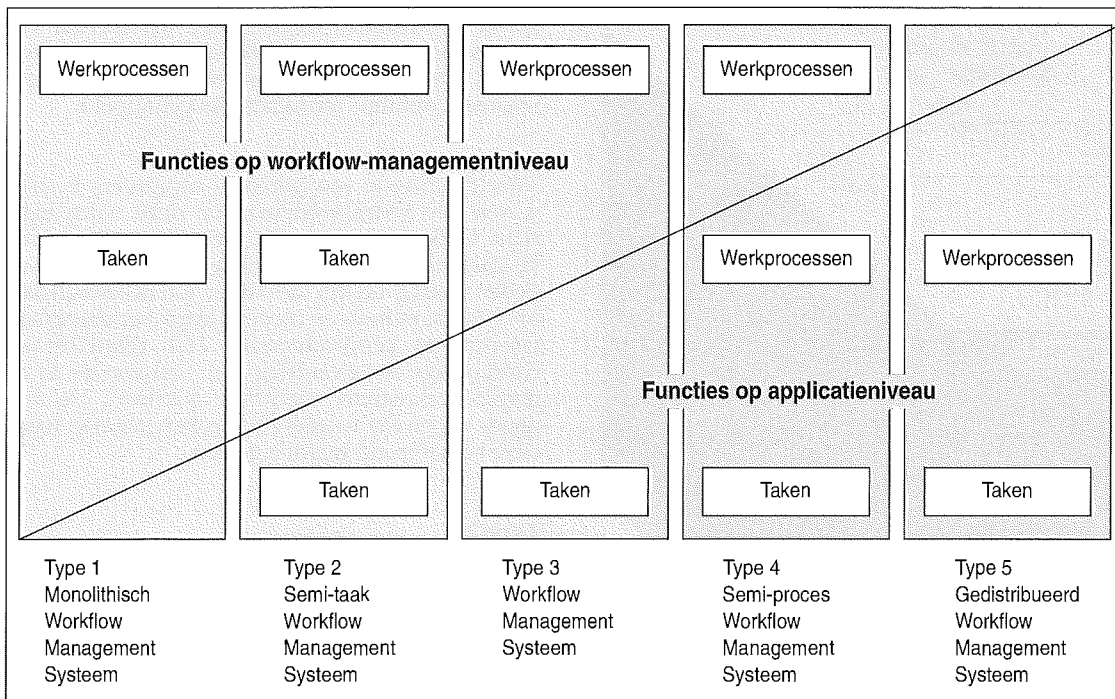 Werkprocessen
Werkprocessen
Werkprocessen
Werkprocessen
Functies op workflow-managementniveau
Taken
Taken
Werkprocessen
Werkprocessen
Functies op applicatieniveau
Taken
Taken
Taken
Taken
Type 1
Monolithisch
Workflow
Management
Systeem
Type 2
Semi-taak
Workflow
Management
Systeem
Type 3
Workflow
Management
Systeem
Type 4
Semi-proces
Workflow
Management
Systeem
Type 5
Gedistribueerd
Workflow
Management
Systeem